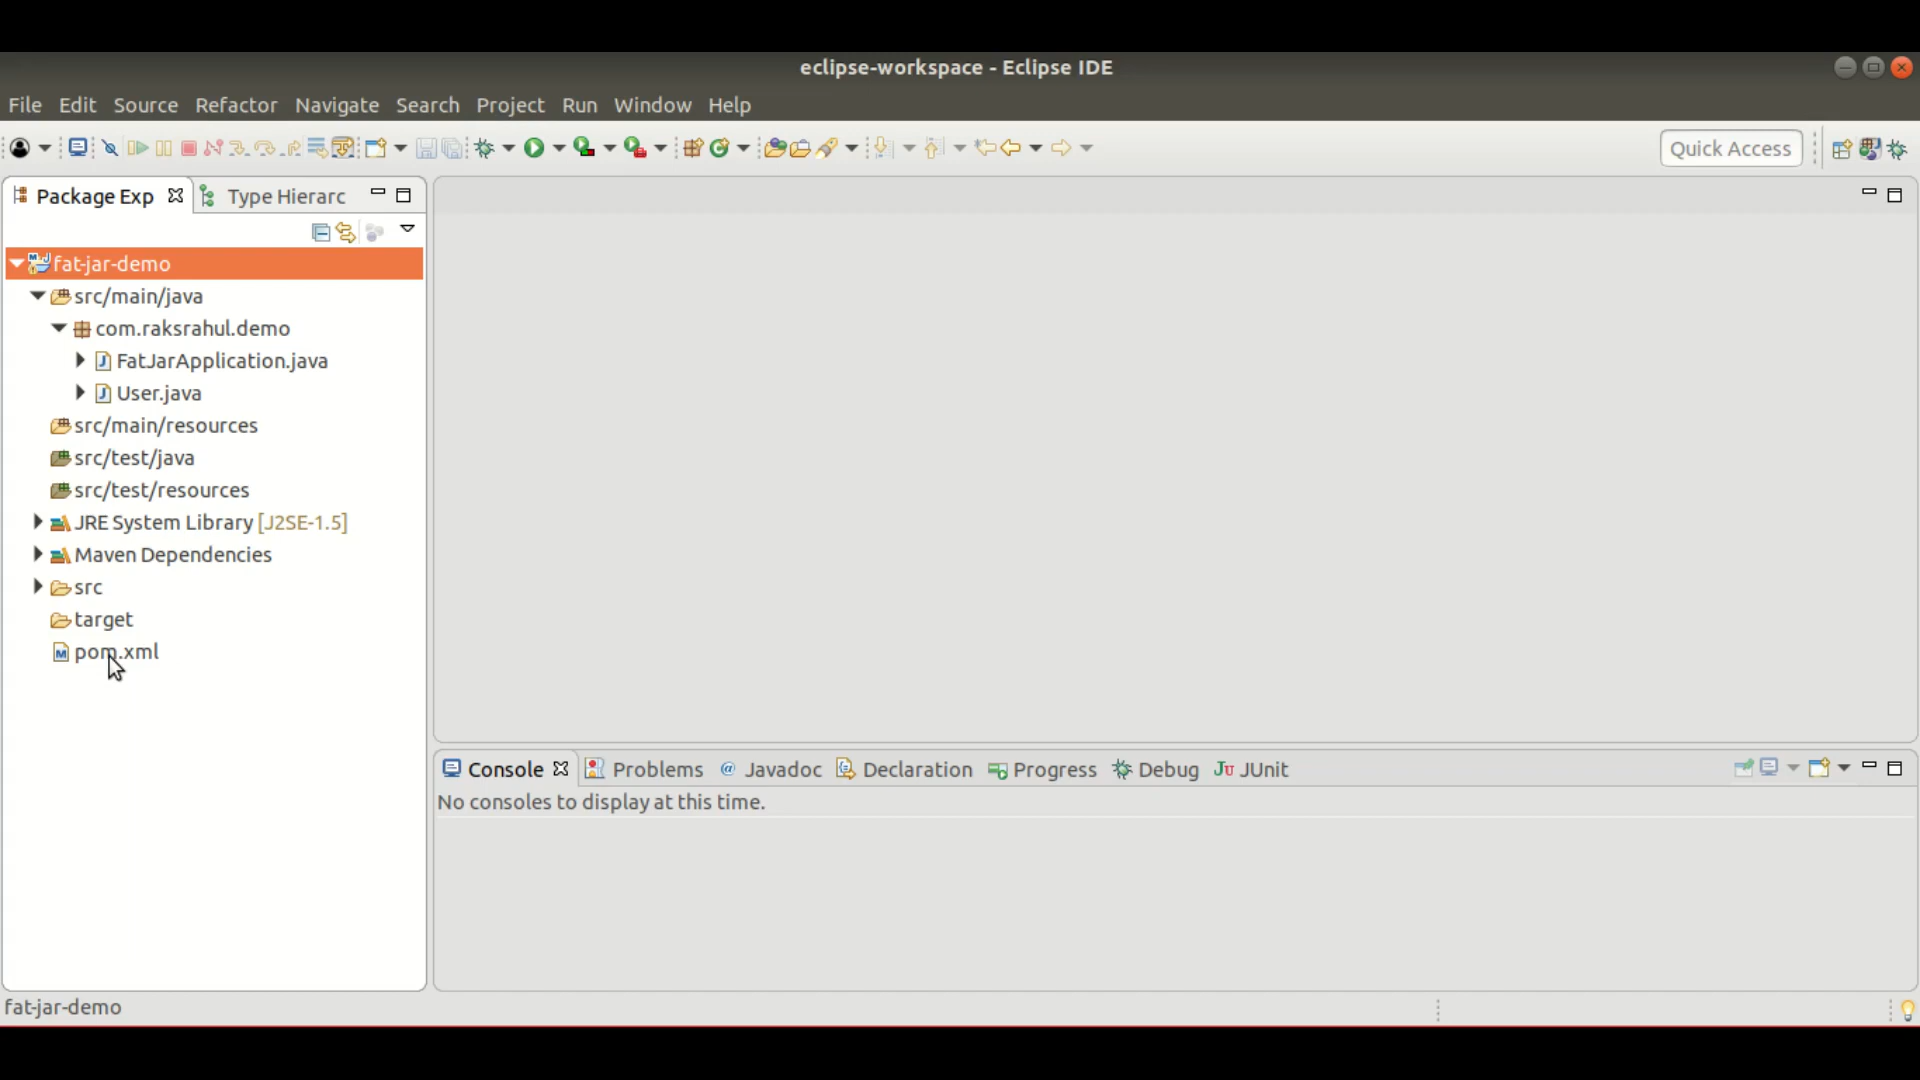 eclipse-workspace - Eclipse IDE
File Edit Source Refactor Navigate Search Project Run Window Help
Quick Access
Package Exp Type Hierarc
fat-jar-demo
src/main/java
com.raksrahul.demo
FatJarApplication.java
User.java
src/main/resources
src/test/java
src/test/resources
JRE System Library [J2SE-1.5]
Maven Dependencies
src
target
pom.xml
Console Problems Javadoc Declaration Progress Debug JUnit
No consoles to display at this time.
fat-jar-demo